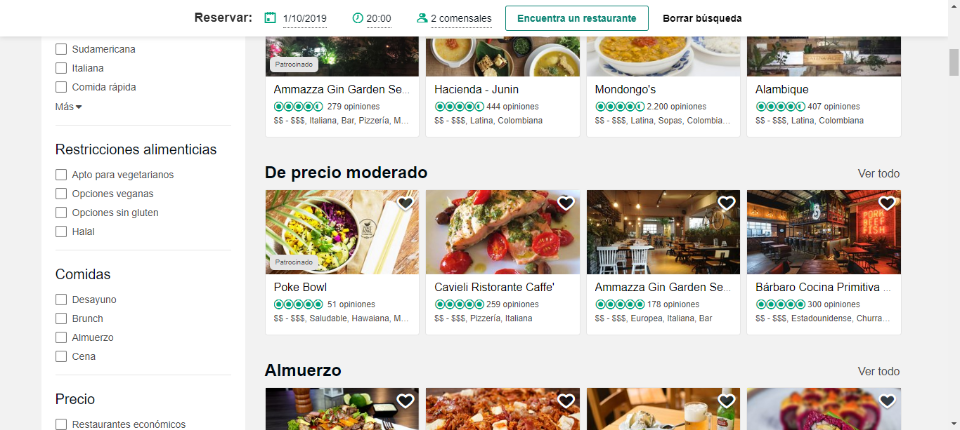 Reservar: 1/10/2019 20:00 2 comensales Encuentra un restaurante Borrar búsqueda
Sudamericana
Italiana
Comida rápida
Más
Restricciones alimenticias
Apto para vegetarianos
Opciones veganas
Opciones sin gluten
Halal
Comidas
Desayuno
Brunch
Almuerzo
Cena
Precio
Restaurantes económicos
Patrocinado
Ammazza Gin Garden Se...
279 opiniones
$$ - $$$, Italiana, Bar, Pizzería, M...
Hacienda - Junin
444 opiniones
$$ - $$$, Latina, Colombiana
Mondongo's
2.200 opiniones
$$ - $$$, Latina, Sopas, Colombia...
Alambique
407 opiniones
$$ - $$$, Latina, Colombiana
De precio moderado
Ver todo
Patrocinado
Poke Bowl
51 opiniones
$$ - $$$, Saludable, Hawaiana, M...
Cavieli Ristorante Caffe'
259 opiniones
$$ - $$$, Pizzería, Italiana
Ammazza Gin Garden Se...
178 opiniones
$$ - $$$, Europea, Italiana, Bar
PORK
BEEF
FISH
Bárbaro Cocina Primitiva ...
300 opiniones
$$ - $$$, Estadounidense, Churra...
Almuerzo
Ver todo